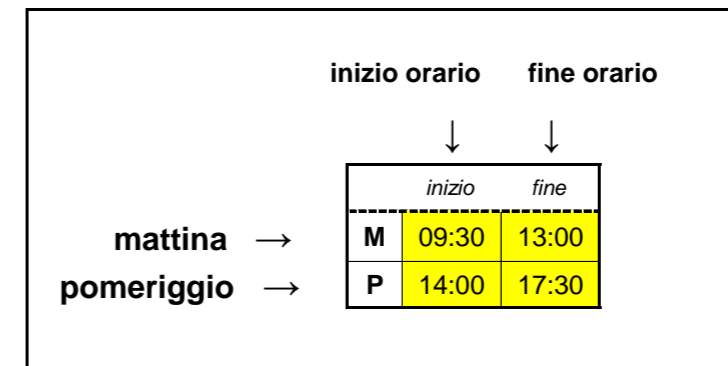 inizio orario fine orario
↓ ↓
inizio fine
mattina → M 09:30 13:00
pomeriggio → P 14:00 17:30